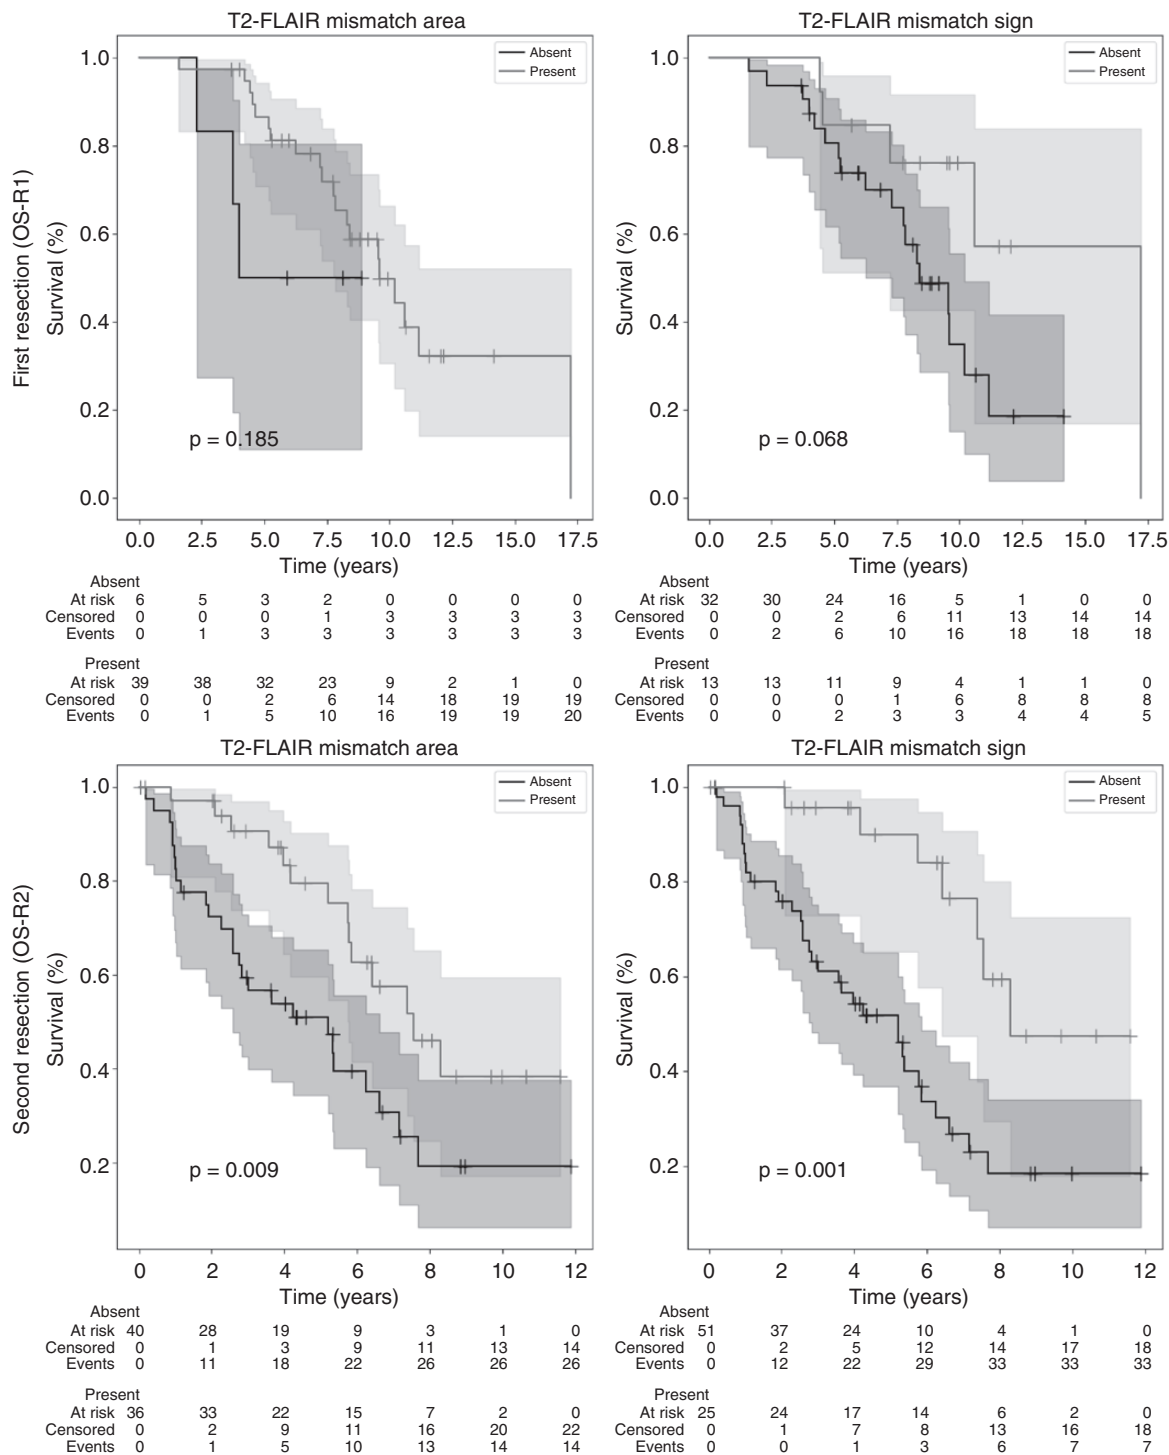 T2-FLAIR mismatch area
First resection (OS-R1)
Survival (%)
1.0
0.8
0.6
0.4
0.2
0.0
Absent
Present
p = 0.185
0.0 2.5 5.0 7.5 10.0 12.5 15.0 17.5
Time (years)
Absent
At risk 6 5 3 2 0 0 0 0
Censored 0 0 0 1 3 3 3 3
Events 0 1 3 3 3 3 3 3
Present
At risk 39 38 32 23 9 2 1 0
Censored 0 0 2 6 14 18 19 19
Events 0 1 5 10 16 19 19 20
T2-FLAIR mismatch sign
Survival (%)
1.0
0.8
0.6
0.4
0.2
0.0
Absent
Present
p = 0.068
0.0 2.5 5.0 7.5 10.0 12.5 15.0 17.5
Time (years)
Absent
At risk 32 30 24 16 5 1 0 0
Censored 0 0 2 6 11 13 14 14
Events 0 2 6 10 16 18 18 18
Present
At risk 13 13 11 9 4 1 1 0
Censored 0 0 0 1 6 8 8 8
Events 0 0 2 3 3 4 4 5
T2-FLAIR mismatch area
Second resection (OS-R2)
Survival (%)
1.0
0.8
0.6
0.4
0.2
Absent
Present
p = 0.009
0 2 4 6 8 10 12
Time (years)
Absent
At risk 40 28 19 9 3 1 0
Censored 0 1 3 9 11 13 14
Events 0 11 18 22 26 26 26
Present
At risk 36 33 22 15 7 2 0
Censored 0 2 9 11 16 20 22
Events 0 1 5 10 13 14 14
T2-FLAIR mismatch sign
Survival (%)
1.0
0.8
0.6
0.4
0.2
Absent
Present
p = 0.001
0 2 4 6 8 10 12
Time (years)
Absent
At risk 51 37 24 10 4 1 0
Censored 0 2 5 12 14 17 18
Events 0 12 22 29 33 33 33
Present
At risk 25 24 17 14 6 2 0
Censored 0 1 7 8 13 16 18
Events 0 0 1 3 6 7 7